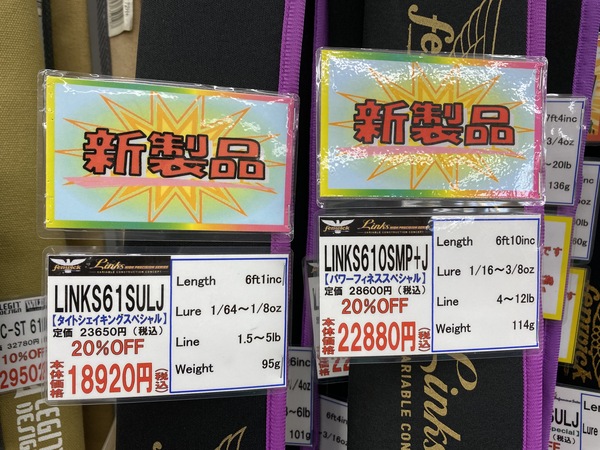 新製品
新製品
fenwick Links
LINKS61SULJ
【タイトシェイキングスペシャル】
定価 23650円(税込)
20%OFF
本体価格 18920円(税込)
Length 6ft1inc
Lure 1/64～1/8oz
Line 1.5～5lb
Weight 95g
fenwick Links
LINKS610SMP+J
【パワーフィネススペシャル】
定価 28600円(税込)
20%OFF
本体価格 22880円(税込)
Length 6ft10inc
Lure 1/16～3/8oz
Line 4～12lb
Weight 114g
7ft4inc
3/4oz
20lb
136g
10%OFF
101g
3/16oz
Links